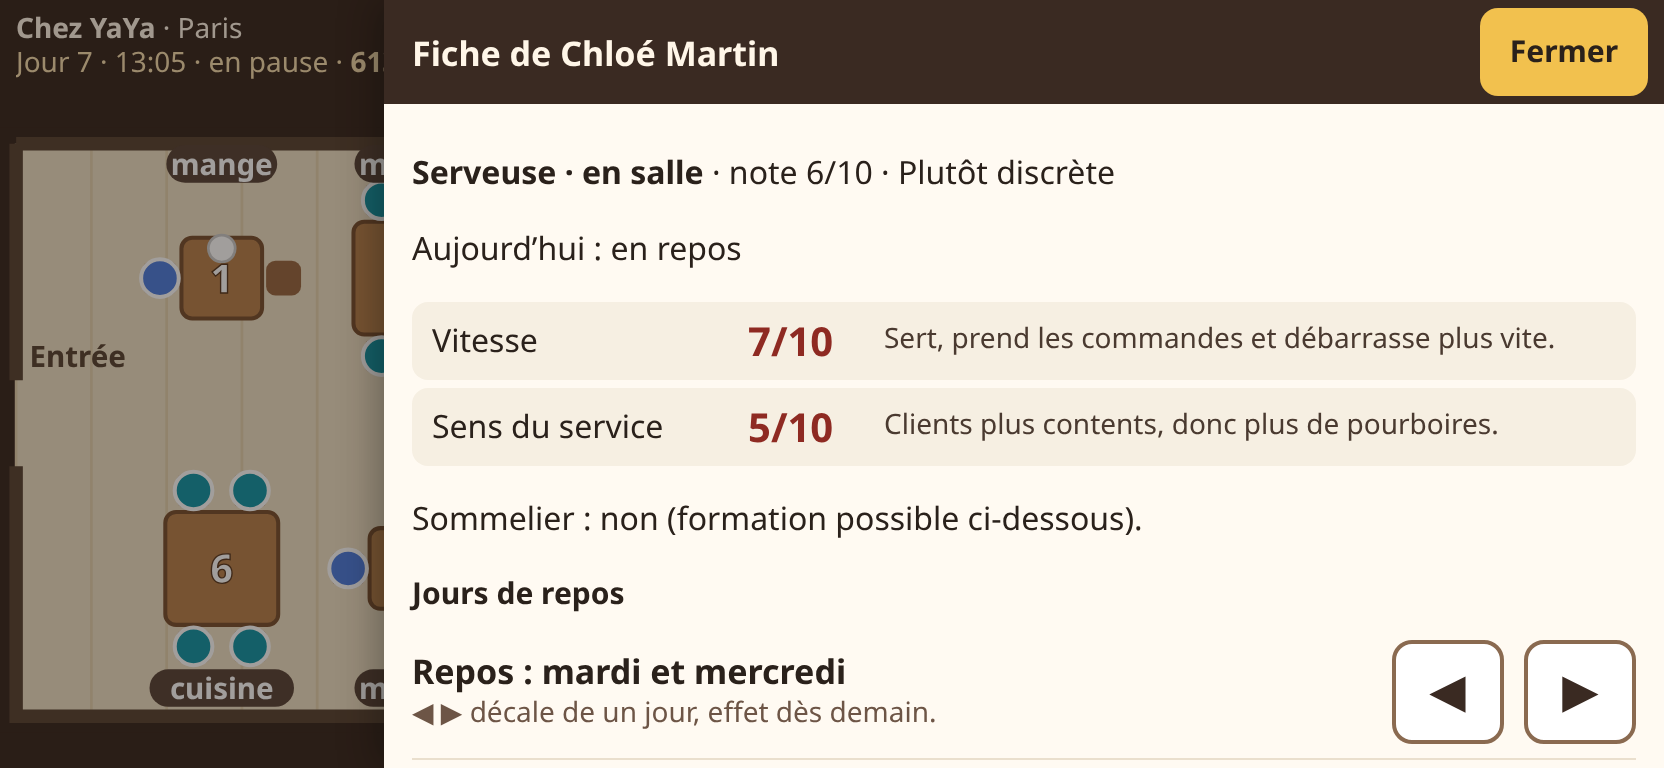 Chez YaYa · Paris
Jour 7 · 13:05 · en pause · 61
mange
m
1
Entrée
6
cuisine
m
Fiche de Chloé Martin
Fermer
Serveuse · en salle · note 6/10 · Plutôt discrète
Aujourd’hui : en repos
Vitesse 7/10 Sert, prend les commandes et débarrasse plus vite.
Sens du service 5/10 Clients plus contents, donc plus de pourboires.
Sommelier : non (formation possible ci-dessous).
Jours de repos
Repos : mardi et mercredi
◀ ▶ décale de un jour, effet dès demain.
◀ ▶